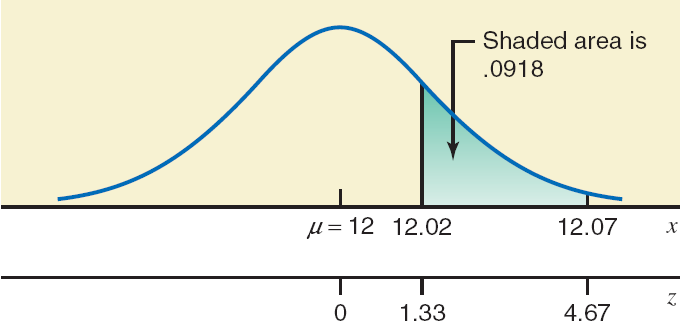 Shaded area is
.0918
μ = 12 12.02 12.07 x
z
0 1.33 4.67